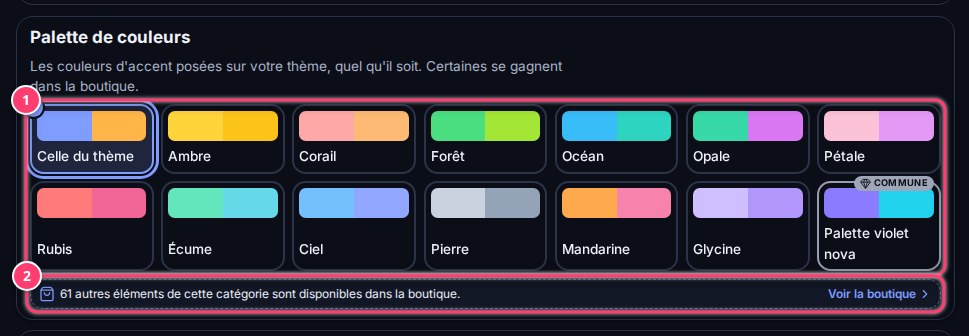 Palette de couleurs
Les couleurs d'accent posées sur votre thème, quel qu'il soit. Certaines se gagnent
dans la boutique.
1
Celle du thème
Ambre
Corail
Forêt
Océan
Opale
Pétale
COMMUNE
Rubis
Écume
Ciel
Pierre
Mandarine
Glycine
Palette violet
nova
2
61 autres éléments de cette catégorie sont disponibles dans la boutique.
Voir la boutique